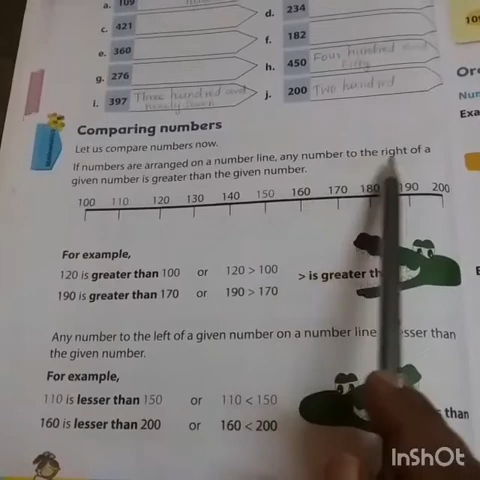 a. 109
d. 234
c. 421
f. 182
e. 360
h. 450 Four hundred and fifty
g. 276
i. 397 Three hundred and
j. 200 Two hundred
109
Comparing numbers
Let us compare numbers now.
If numbers are arranged on a number line, any number to the right of a
given number is greater than the given number.
100 110 120 130 140 150 160 170 180 190 200
For example,
120 is greater than 100 or 120 > 100
190 is greater than 170 or 190 > 170
> is greater
Any number to the left of a given number on a number line lesser than
the given number.
For example,
110 is lesser than 150 or 110 < 150
160 is lesser than 200 or 160 < 200
than
InShOt